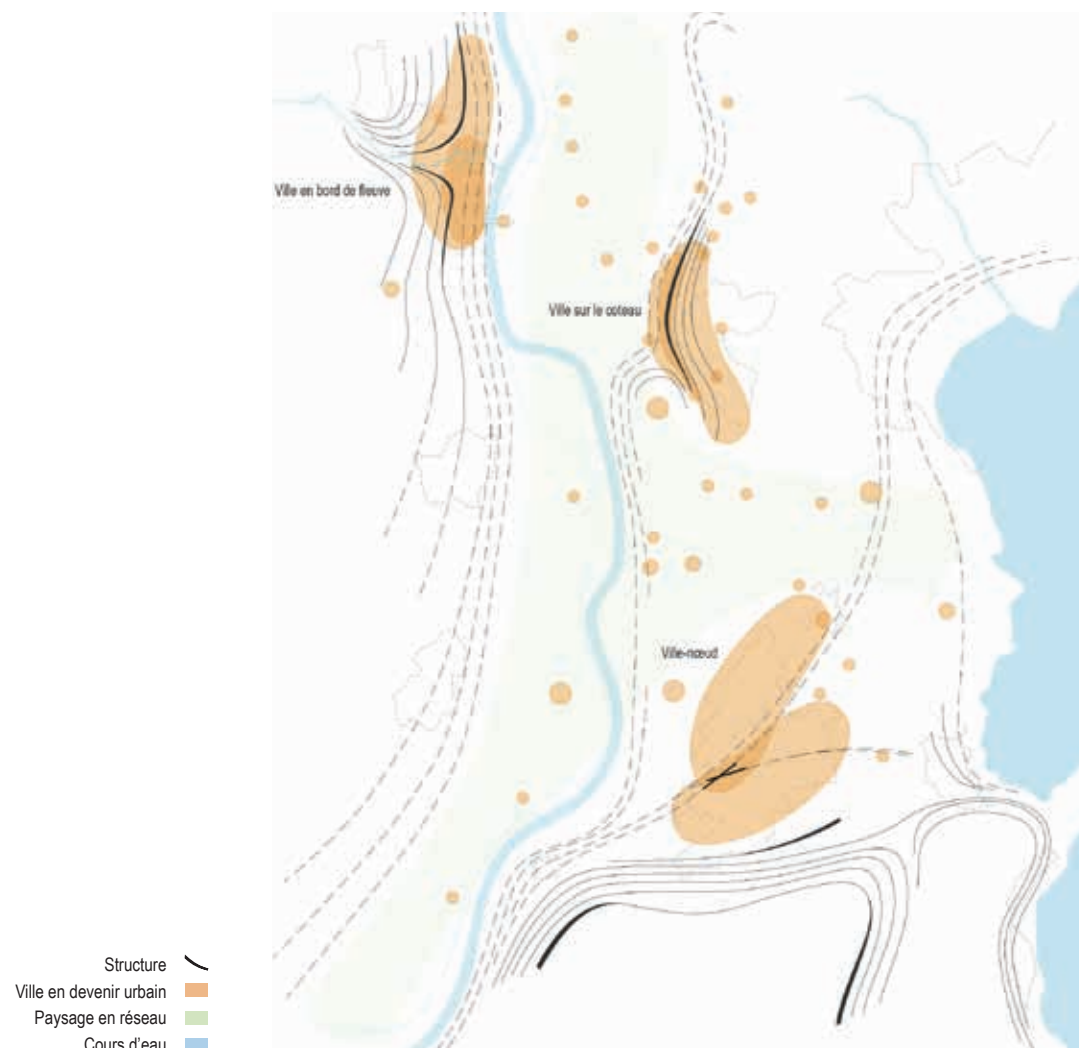 Ville en bord de fleuve
Ville sur le coteau
Ville-nœud
Structure
Ville en devenir urbain
Paysage en réseau
Cours d'eau